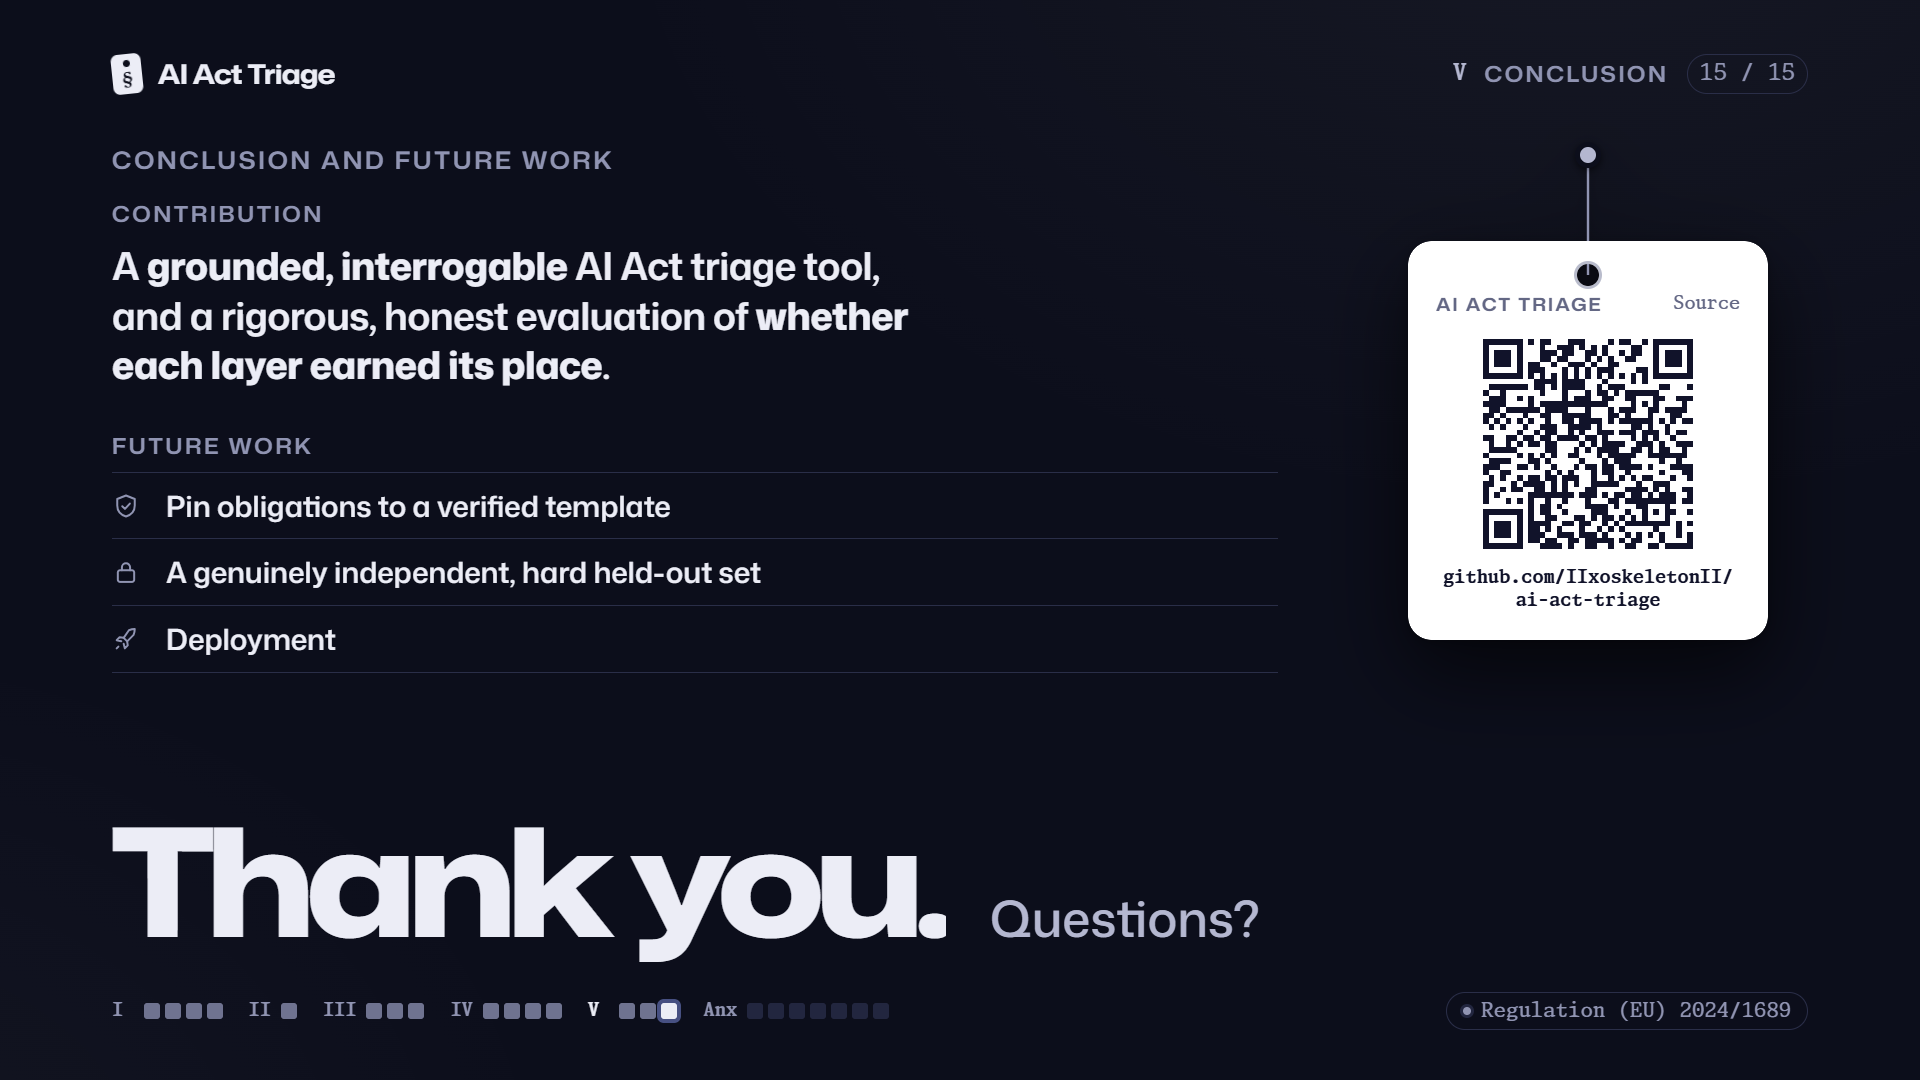 § AI Act Triage
V CONCLUSION 15 / 15
CONCLUSION AND FUTURE WORK
CONTRIBUTION
A grounded, interrogable AI Act triage tool,
and a rigorous, honest evaluation of whether
each layer earned its place.
FUTURE WORK
Pin obligations to a verified template
A genuinely independent, hard held-out set
Deployment
AI ACT TRIAGE Source
github.com/IIxoskeletonII/
ai-act-triage
Thank you. Questions?
I II III IV V Anx
Regulation (EU) 2024/1689